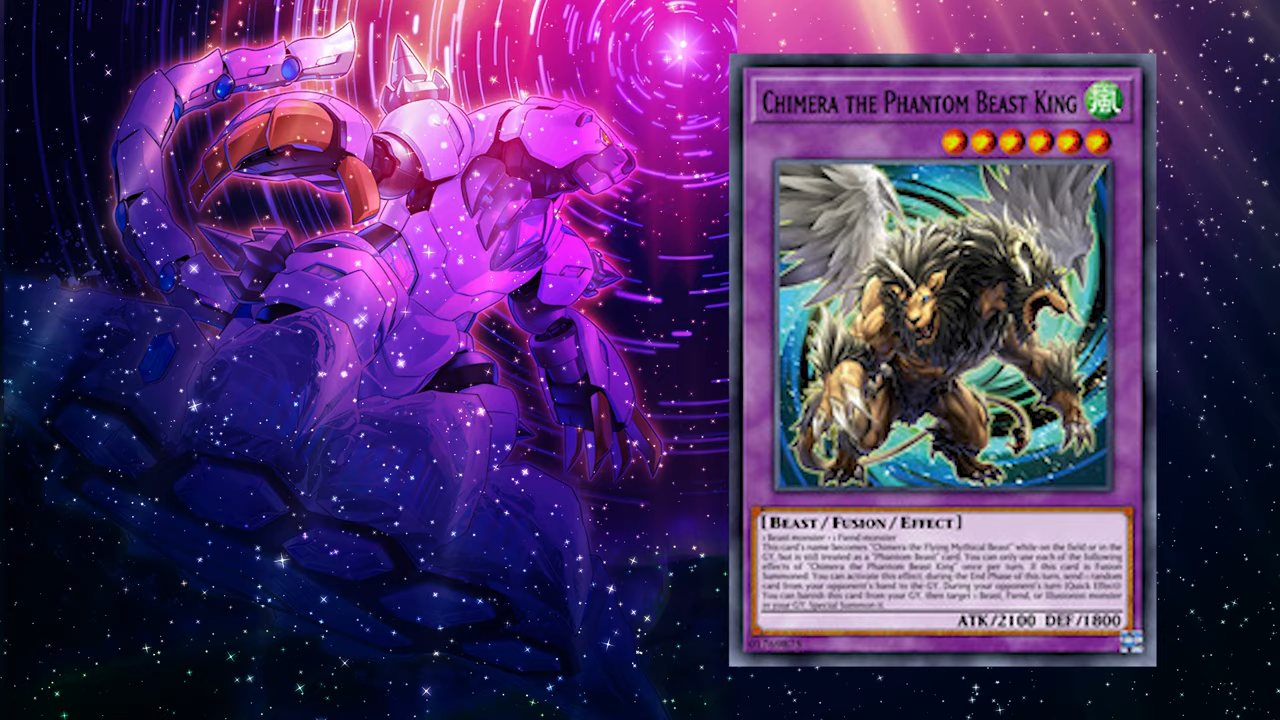 CHIMERA THE PHANTOM BEAST KING
嵐
[BEAST / FUSION / EFFECT]
1 Beast monster + 1 Fiend monster
This card's name becomes "Chimera the Flying Mythical Beast" while on the field or in the
GY, but is still treated as a "Phantom Beast" card. You can only use each of the following
effects of "Chimera the Phantom Beast King" once per turn. If this card is Fusion
Summoned: You can activate this effect; during the End Phase of this turn, send 1 random
card from your opponent's hand to the GY. During your opponent's turn (Quick Effect):
You can banish this card from your GY, then target 1 Beast, Fiend, or Illusionist monster
in your GY; Special Summon it.
ATK/2100 DEF/1800